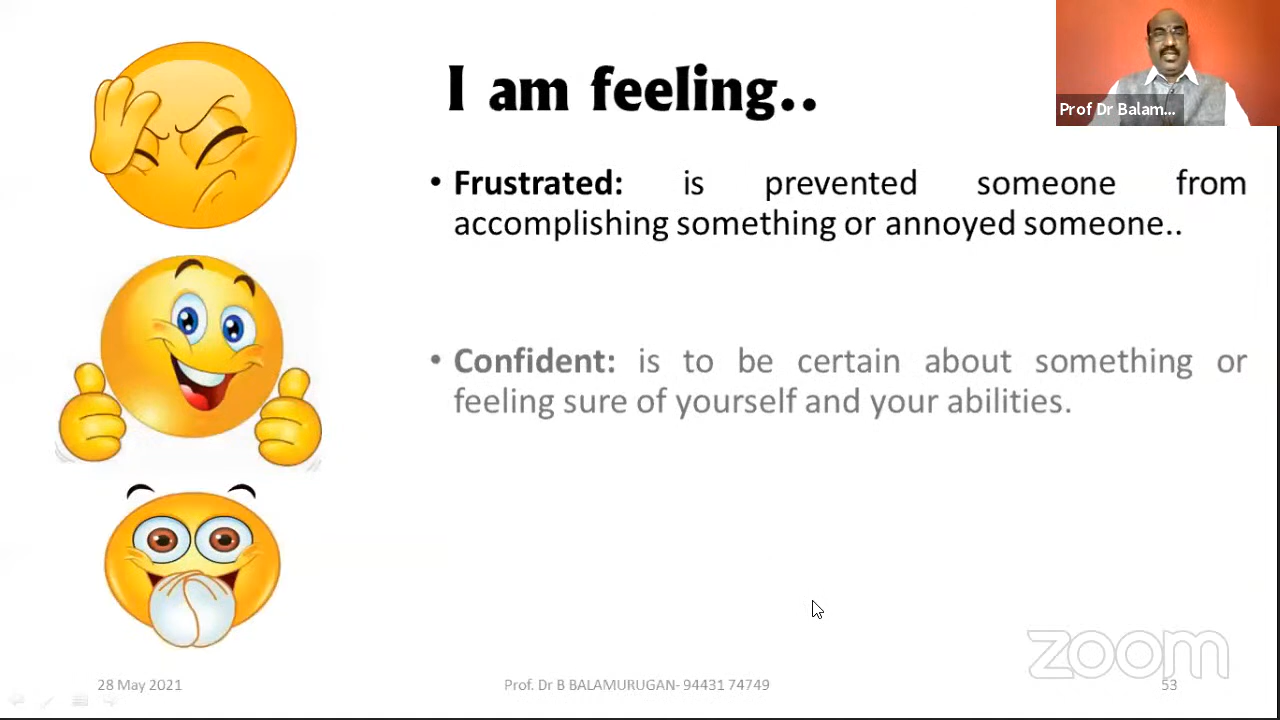 I am feeling..
Prof Dr Balam...
• Frustrated: is prevented someone from
accomplishing something or annoyed someone..
• Confident: is to be certain about something or
feeling sure of yourself and your abilities.
zoom
28 May 2021
Prof. Dr B BALAMURUGAN- 94431 74749
53